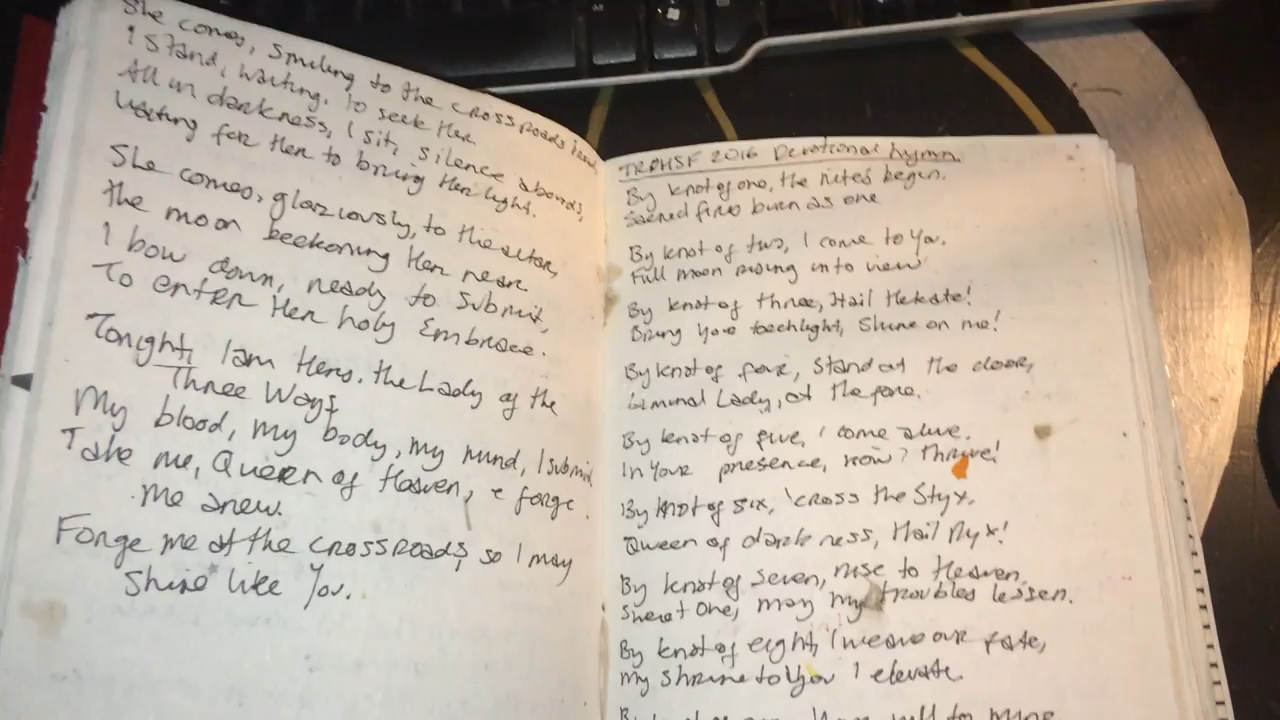 She comes, smiling to the crossroads
I stand, waiting, to seek Her
All in darkness, I sit, silence abounds,
waiting for Her to bring Her light.
She comes, gloriously, to the altar,
the moon beckoning Her near
I bow down, ready to submit,
To enter Her holy Embrace.
Tonight, I am Hers, the Lady of the
Three Ways
My blood, my body, my mind, I submit
Take me, Queen of Heaven, & forge
me anew.
Forge me at the crossroads, so I may
shine like You.
TRDHSF 2016 Devotional hymn.
By knot of one, the rites begin.
Sacred fires burn as one
By knot of two, I come to You,
Full moon rising into view
By knot of three, Hail Hekate!
Bring your torchlight, Shine on me!
By knot of four, stand at the door,
Liminal Lady, at the fore.
By knot of five, I come alive.
In Your presence, now I thrive!
By knot of six, 'cross the Styx,
Queen of darkness, Hail Nyx!
By knot of seven, rise to Heaven,
Sweet One, may my troubles lessen.
By knot of eight, I weave our fate,
My shrine to You I elevate.